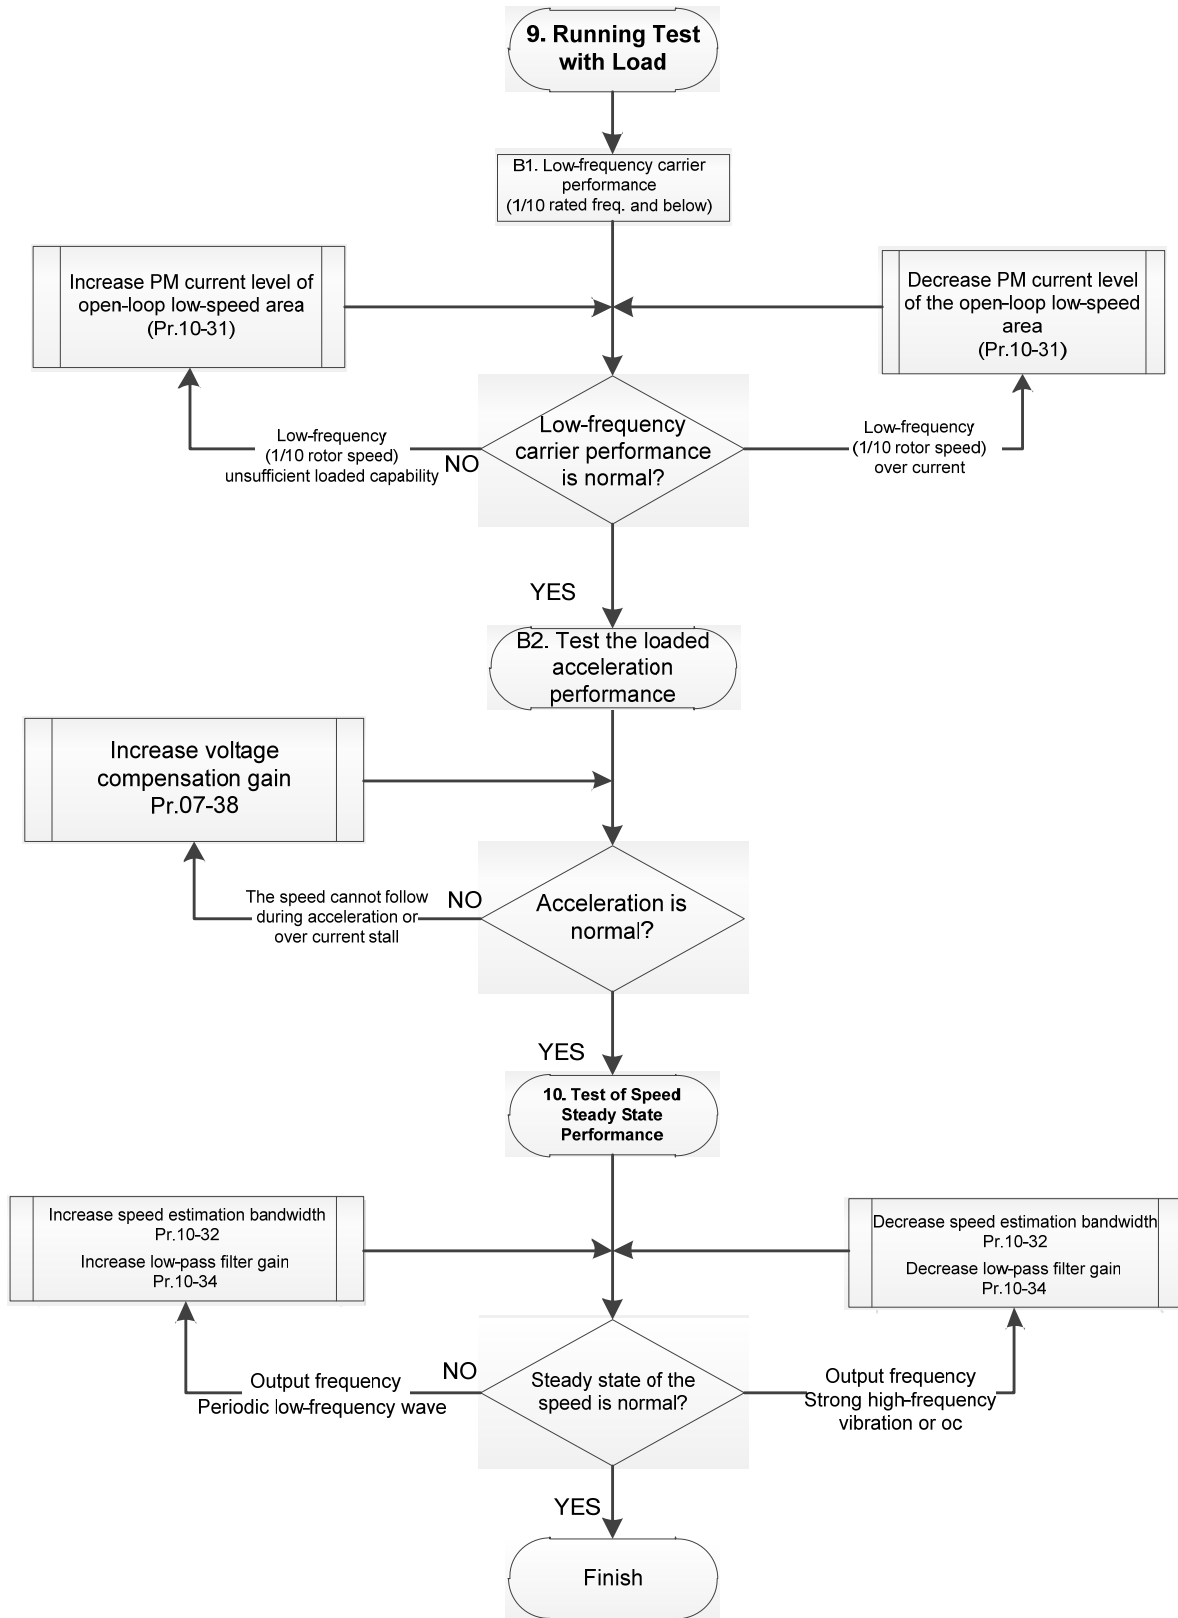 9. Running Test
with Load
B1. Low-frequency carrier
performance
(1/10 rated freq. and below)
Increase PM current level of
open-loop low-speed area
(Pr.10-31)
Decrease PM current level
of the open-loop low-speed
area
(Pr.10-31)
Low-frequency
carrier performance
is normal?
Low-frequency
(1/10 rotor speed)
unsufficient loaded capability
NO
Low-frequency
(1/10 rotor speed)
over current
YES
B2. Test the loaded
acceleration
performance
Increase voltage
compensation gain
Pr.07-38
The speed cannot follow
during acceleration or
over current stall
NO
Acceleration is
normal?
YES
10. Test of Speed
Steady State
Performance
Increase speed estimation bandwidth
Pr.10-32
Increase low-pass filter gain
Pr.10-34
Decrease speed estimation bandwidth
Pr.10-32
Decrease low-pass filter gain
Pr.10-34
Output frequency
Periodic low-frequency wave
NO
Steady state of the
speed is normal?
Output frequency
Strong high-frequency
vibration or oc
YES
Finish